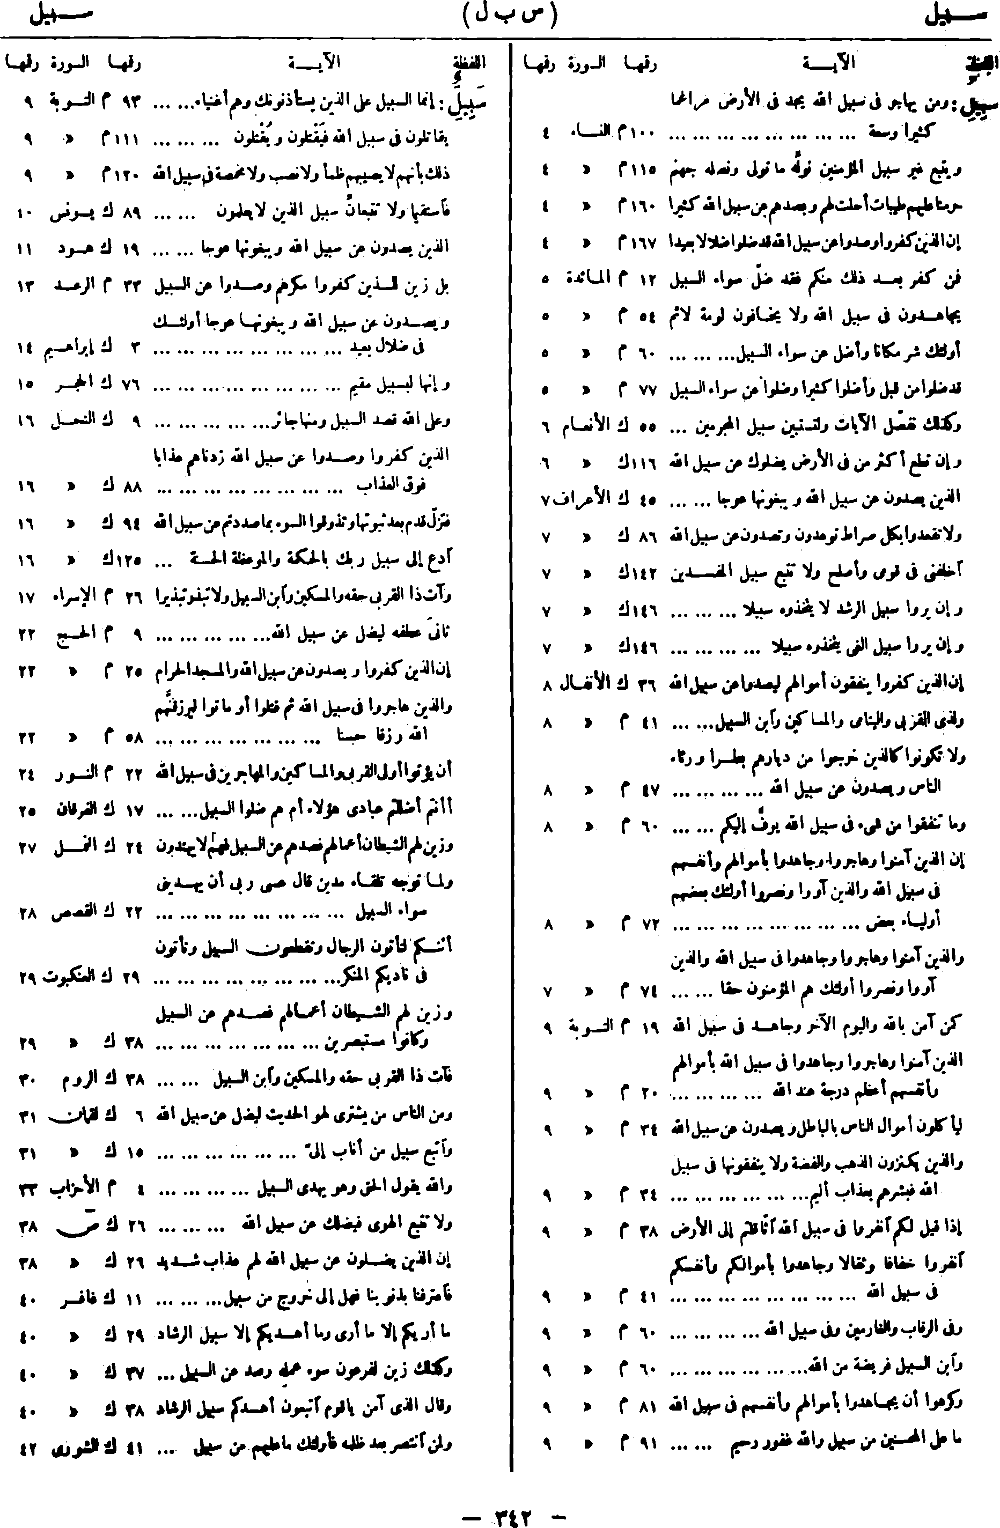 سبيل (س ب ل) سبيل
اللفظة الآيــة رقمها السورة رقمها
سبيل : ومن يهاجر فى سبيل الله يجد فى الأرض مراغما
كثيرا وسعة ... ... ... ... ... ... ... ١٠٠ م النساء ٤
ويتبع غير سبيل المؤمنين نولّه ما تولى ونصله جهنم ١١٥ م « ٤
حرمنا عليهم طيبات أحلت لهم وبصدهم عن سبيل الله كثيرا ١٦٠ م « ٤
إن الذين كفروا وصدوا عن سبيل الله قد ضلوا ضلالا بعيدا ١٦٧ م « ٤
فمن كفر بعد ذلك منكم فقد ضلّ سواء السبيل ١٢ م المائدة ٥
يجاهدون فى سبيل الله ولا يخافون لومة لائم ٥٤ م « ٥
أولئك شر مكانا وأضل عن سواء السبيل... ... ... ٦٠ م « ٥
قد ضلوا من قبل وأضلوا كثيرا وضلوا عن سواء السبيل ٧٧ م « ٥
وكذلك نفصّل الآيات ولتستبين سبيل المجرمين ... ٥٥ ك الأنعام ٦
وإن تطع أكثر من فى الأرض يضلوك عن سبيل الله ١١٦ ك « ٦
الذين يصدون عن سبيل الله ويبغونها عوجا ... ... ٤٥ ك الأعراف ٧
ولا تقعدوا بكل صراط توعدون وتصدون عن سبيل الله ٨٦ ك « ٧
اخلفنى فى قومى وأصلح ولا تتبع سبيل المفسدين ١٤٢ ك « ٧
وإن يروا سبيل الرشد لا يتخذوه سبيلا ... ... ... ١٤٦ ك « ٧
وإن يروا سبيل الغى يتخذوه سبيلا ... ... ... ... ١٤٦ ك « ٧
إن الذين كفروا ينفقون أموالهم ليصدوا عن سبيل الله ٣٦ ك الأنفال ٨
ولذى القربى واليتامى والمساكين وابن السبيل... ... ٤١ م « ٨
ولا تكونوا كالذين خرجوا من ديارهم بطرا ورئاء
الناس ويصدون عن سبيل الله ... ... ... ... ٤٧ م « ٨
وما تنفقوا من شىء فى سبيل الله يوفّ إليكم ... ... ٦٠ م « ٨
إن الذين آمنوا وهاجروا وجاهدوا بأموالهم وأنفسهم
فى سبيل الله والذين آووا ونصروا أولئك بعضهم
أولياء بعض ... ... ... ... ... ... ... ... ٧٢ م « ٨
والذين آمنوا وهاجروا وجاهدوا فى سبيل الله والذين
آووا ونصروا أولئك هم المؤمنون حقا ... ... ٧٤ م « ٧
كمن آمن بالله واليوم الآخر وجاهد فى سبيل الله ١٩ م التوبة ٩
الذين آمنوا وهاجروا وجاهدوا فى سبيل الله بأموالهم
وأنفسهم أعظم درجة عند الله ... ... ... ... ٢٠ م « ٩
ليأكلون أموال الناس بالباطل ويصدون عن سبيل الله ٣٤ م « ٩
والذين يكنزون الذهب والفضة ولا ينفقونها فى سبيل
الله فبشرهم بعذاب أليم... ... ... ... ... ... ٣٤ م « ٩
إذا قيل لكم انفروا فى سبيل الله اثّاقلتم إلى الأرض ٣٨ م « ٩
انفروا خفافا وثقالا وجاهدوا بأموالكم وأنفسكم
فى سبيل الله ... ... ... ... ... ... ... ... ٤١ م « ٩
وفى الرقاب والغارمين وفى سبيل الله ... ... ... ... ٦٠ م « ٩
وابن السبيل فريضة من الله... ... ... ... ... ... ٦٠ م « ٩
وكرهوا أن يجاهدوا بأموالهم وأنفسهم فى سبيل الله ٨١ م « ٩
ما على المحسنين من سبيل والله غفور رحيم ... ... ٩١ م « ٩
اللفظة الآيــة رقمها السورة رقمها
سَبِيل : إنما السبيل على الذين يستأذنونك وهم أغنياء... ... ٩٣ م التوبة ٩
يقاتلون فى سبيل الله فيَقْتلون ويُقْتلون ... ... ... ١١١ م « ٩
ذلك بأنهم لا يصيبهم ظمأ ولا نصب ولا مخمصة فى سبيل الله ١٢٠ م « ٩
فاستقيما ولا تتبعانّ سبيل الذين لا يعلمون ... ... ٨٩ ك يونس ١٠
الذين يصدون عن سبيل الله ويبغونها عوجا ... ... ١٩ ك هود ١١
بل زين للذين كفروا مكرهم وصدوا عن السبيل ٣٣ م الرعد ١٣
ويصدون عن سبيل الله ويبغونها عوجا أولئك
فى ضلال بعيد ... ... ... ... ... ... ... ... ٣ ك إبراهيم ١٤
وإنها لبسبيل مقيم ... ... ... ... ... ... ... ٧٦ ك الحجر ١٥
وعلى الله قصد السبيل ومنها جائر... ... ... ... ... ٩ ك النحل ١٦
الذين كفروا وصدوا عن سبيل الله زدناهم عذابا
فوق العذاب ... ... ... ... ... ... ... ... ٨٨ ك « ١٦
فتزلّ قدم بعد ثبوتها وتذوقوا السوء بما صددتم عن سبيل الله ٩٤ ك « ١٦
ادع إلى سبيل ربك بالحكمة والموعظة الحسنة ... ١٢٥ ك « ١٦
وآت ذا القربى حقه والمسكين وابن السبيل ولا تبذر تبذيرا ٢٦ م الإسراء ١٧
ثانى عطفه ليضل عن سبيل الله... ... ... ... ... ٩ م الحج ٢٢
إن الذين كفروا ويصدون عن سبيل الله والمسجد الحرام ٢٥ م « ٢٢
والذين هاجروا فى سبيل الله ثم قتلوا أو ماتوا ليرزقنَّهم
الله رزقا حسنا ... ... ... ... ... ... ... ٥٨ م « ٢٢
أن يؤتوا أولى القربى والمساكين والمهاجرين فى سبيل الله ٢٢ م النور ٢٤
أأنتم أضللتم عبادى هؤلاء أم هم ضلوا السبيل... ... ١٧ ك الفرقان ٢٥
وزين لهم الشيطان أعمالهم فصدهم عن السبيل فهم لا يهتدون ٢٤ ك النمل ٢٧
ولما توجه تلقاء مدين قال عسى ربى أن يهدينى
سواء السبيل ... ... ... ... ... ... ... ... ٢٢ ك القصص ٢٨
أئنكم لتأتون الرجال وتقطعون السبيل وتأتون
فى ناديكم المنكر... ... ... ... ... ... ... ... ٢٩ ك العنكبوت ٢٩
وزين لهم الشيطان أعمالهم فصدهم عن السبيل
وكانوا مستبصرين ... ... ... ... ... ... ... ٣٨ ك « ٢٩
فآت ذا القربى حقه والمسكين وابن السبيل ... ... ٣٨ ك الروم ٣٠
ومن الناس من يشترى لهو الحديث ليضل عن سبيل الله ٦ ك لقمان ٣١
واتبع سبيل من أناب إلىّ ... ... ... ... ... ... ١٥ ك « ٣١
والله يقول الحق وهو يهدى السبيل ... ... ... ... ٤ م الأحزاب ٣٣
ولا تتبع الهوى فيضلك عن سبيل الله ... ... ... ٢٦ ك صّ ٣٨
إن الذين يضلون عن سبيل الله لهم عذاب شديد ٢٦ ك « ٣٨
فاعترفنا بذنوبنا فهل إلى خروج من سبيل... ... ... ١١ ك غافر ٤٠
ما أريكم إلا ما أرى وما أهديكم إلا سبيل الرشاد ٢٩ ك « ٤٠
وكذلك زين لفرعون سوء عمله وصد عن السبيل ... ٣٧ ك « ٤٠
وقال الذى آمن ياقوم اتبعون أهدكم سبيل الرشاد ٣٨ ك « ٤٠
ولمن انتصر بعد ظلمه فأولئك ما عليهم من سبيل ... ٤١ ك الشورى ٤٢
— ٣٤٢ —